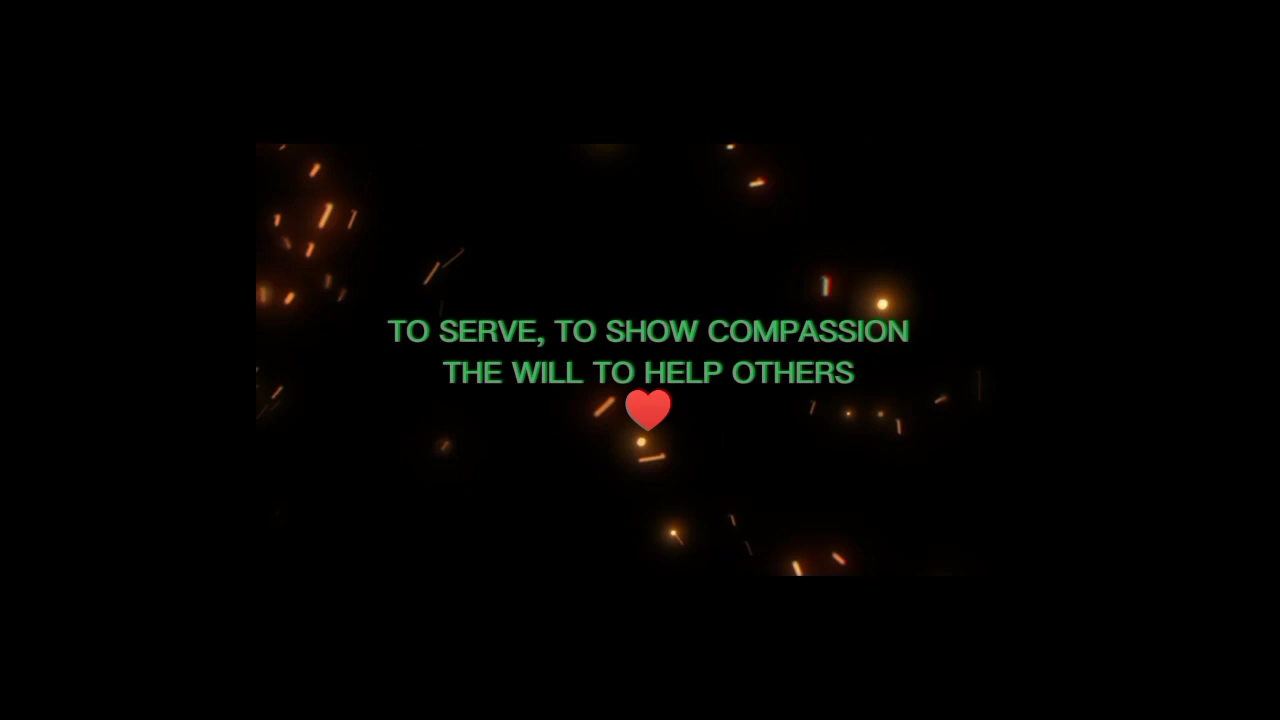 TO SERVE, TO SHOW COMPASSION
THE WILL TO HELP OTHERS
♥️